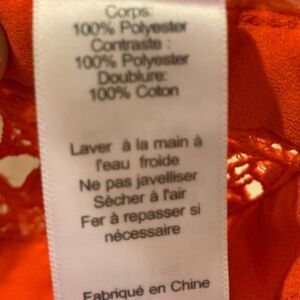 Corps:
100% Polyester
Contraste :
100% Polyester
Doublure:
100% Coton
Laver à la main à
l'eau froide
Ne pas javelliser
Sècher à l'air
Fer à repasser si
nécessaire
Fabriqué en Chine